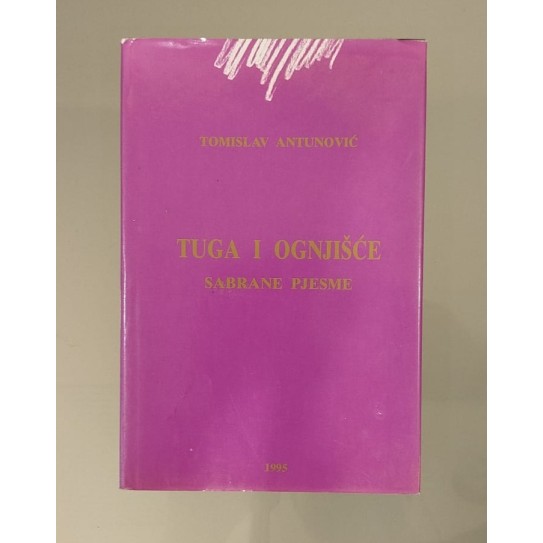 TOMISLAV ANTUNOVIĆ
TUGA I OGNJIŠĆE
SABRANE PJESME
1995